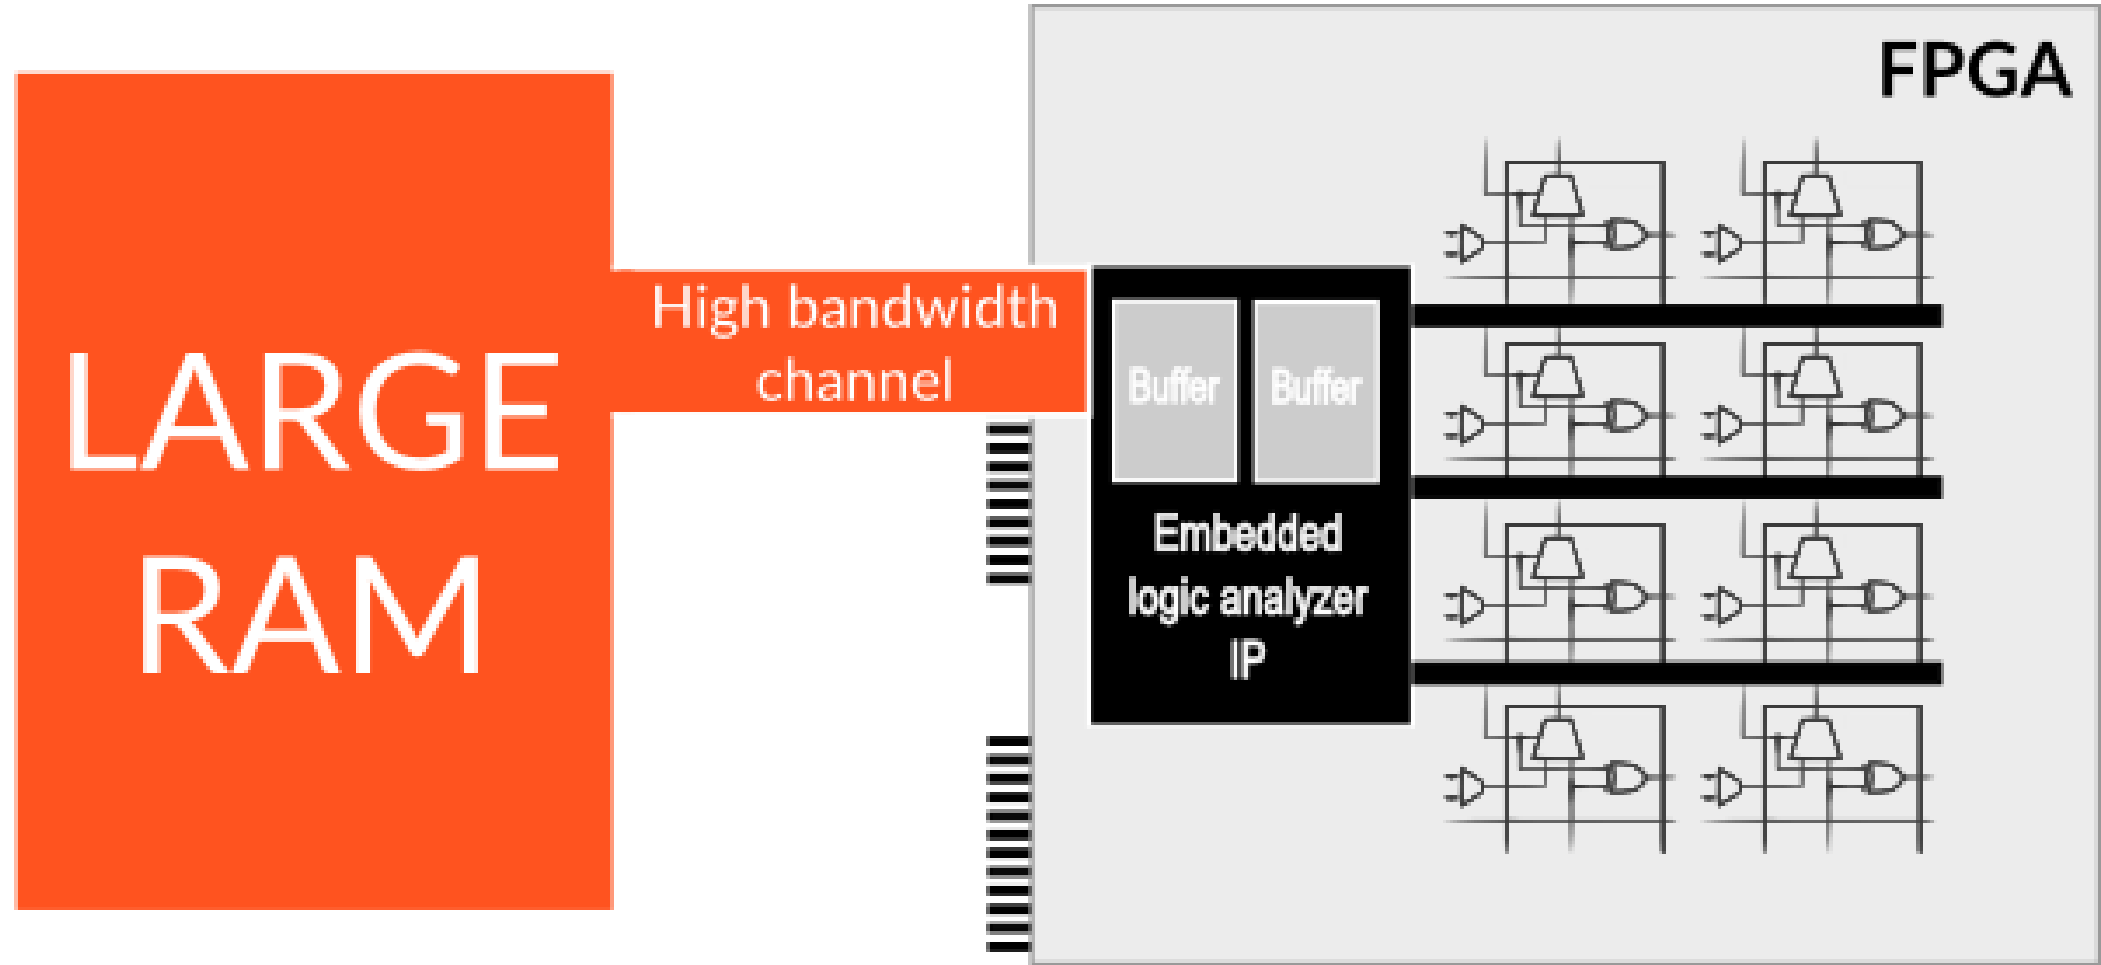 FPGA
LARGE
RAM
High bandwidth
channel
Buffer
Buffer
Embedded
logic analyzer
IP